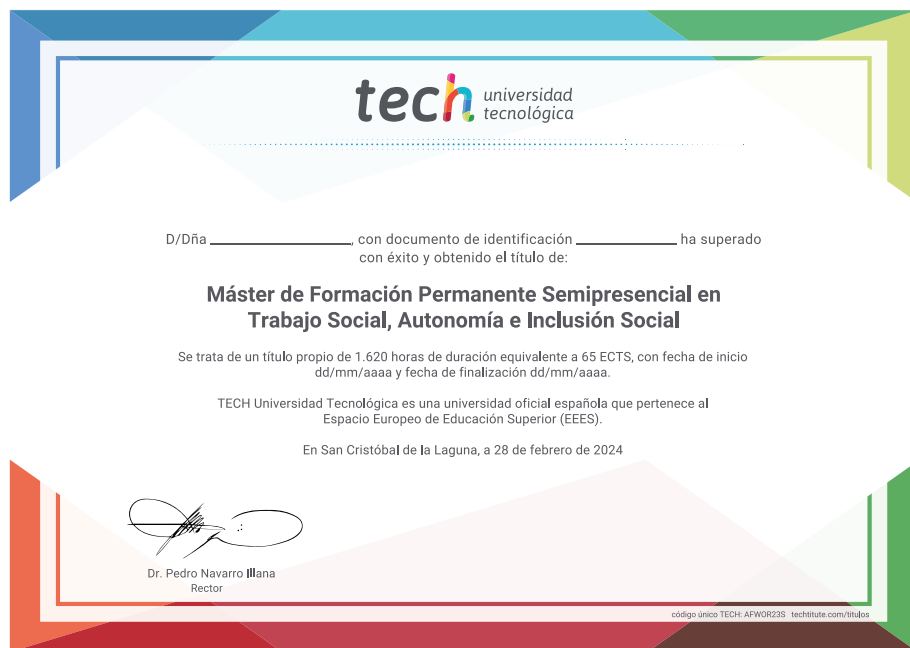 tech universidad
tecnológica
D/Dña ____________________, con documento de identificación ______________ ha superado
con éxito y obtenido el título de:
Máster de Formación Permanente Semipresencial en
Trabajo Social, Autonomía e Inclusión Social
Se trata de un título propio de 1.620 horas de duración equivalente a 65 ECTS, con fecha de inicio
dd/mm/aaaa y fecha de finalización dd/mm/aaaa.
TECH Universidad Tecnológica es una universidad oficial española que pertenece al
Espacio Europeo de Educación Superior (EEES).
En San Cristóbal de la Laguna, a 28 de febrero de 2024
Dr. Pedro Navarro Illana
Rector
código único TECH: AFWOR23S techtitute.com/titulos